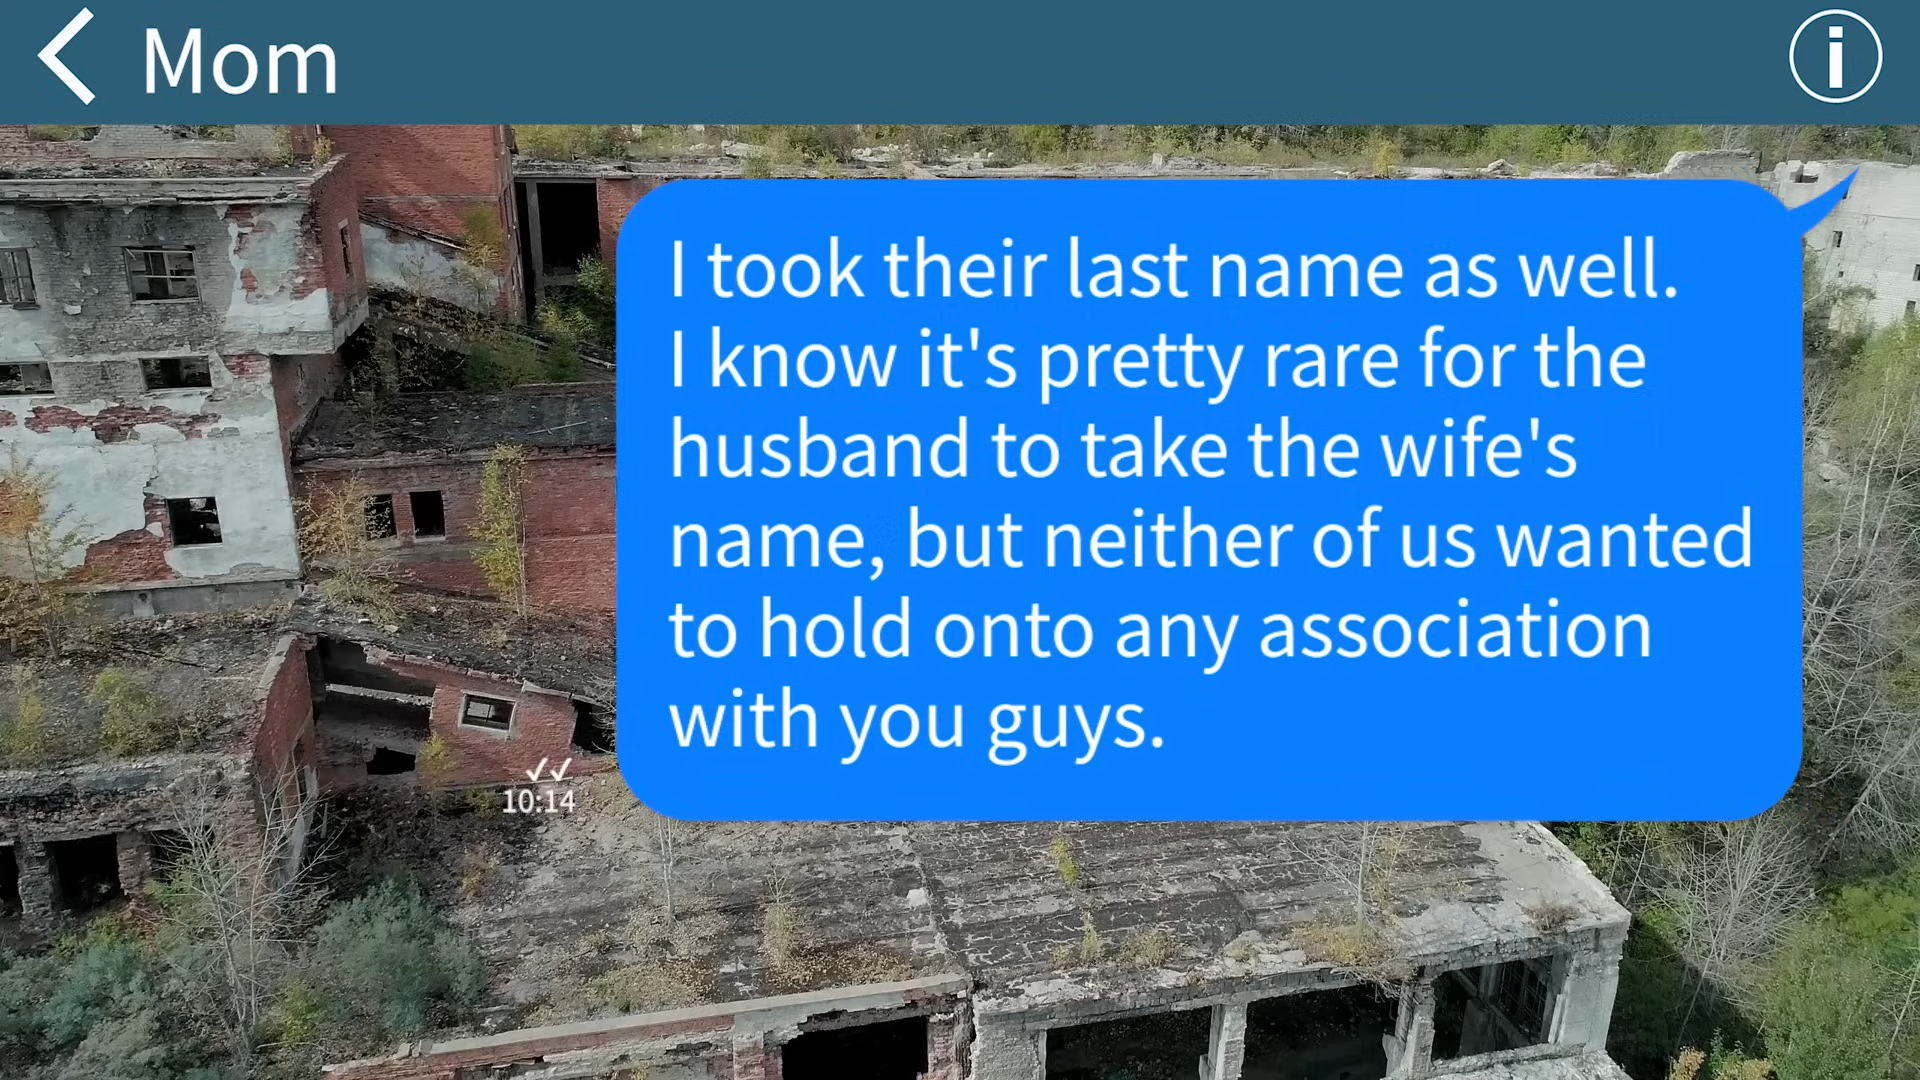 Mom
I took their last name as well.
I know it's pretty rare for the
husband to take the wife's
name, but neither of us wanted
to hold onto any association
with you guys.
✓✓
10:14